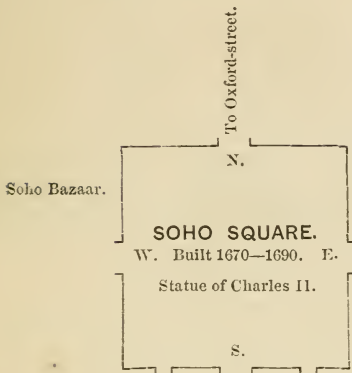 To Oxford-street.
N.
Soho Bazaar.
SOHO SQUARE.
W. Built 1670—1690. E.
Statue of Charles II.
S.